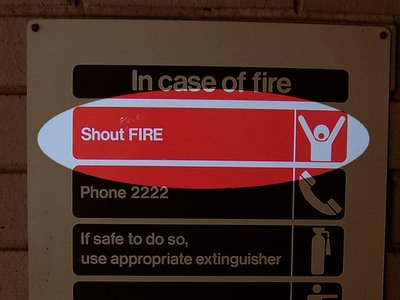 In case of fire
Shout FIRE
Phone 2222
If safe to do so,
use appropriate extinguisher